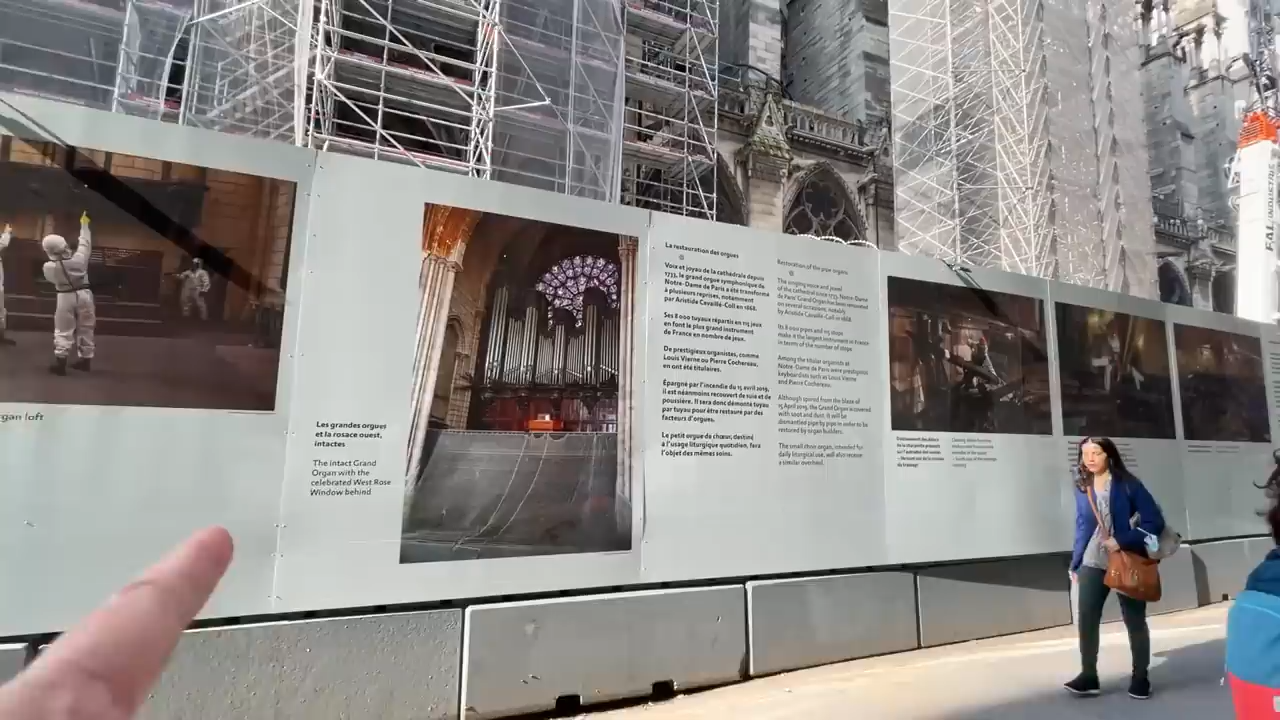 rgan loft
Les grandes orgues
et la rosace ouest,
intactes
The intact Grand
Organ with the
celebrated West Rose
Window behind
La restauration des orgues
Voix et joyau de la cathédrale depuis
1733, le grand orgue symphonique de
Notre-Dame de Paris a été transformé
à plusieurs reprises, notamment
par Aristide Cavaillé-Coll en 1868.
Ses 8 000 tuyaux répartis en 115 jeux
en font le plus grand instrument
de France en nombre de jeux.
De prestigieux organistes, comme
Louis Vierne ou Pierre Cochereau,
en ont été titulaires.
Épargné par l'incendie du 15 avril 2019,
il est néanmoins recouvert de suie et de
poussière. Il sera donc démonté tuyau
par tuyau pour être restauré par des
facteurs d'orgues.
Le petit orgue de chœur, destiné
à l'usage liturgique quotidien, fera
l'objet des mêmes soins.
Restoration of the pipe organs
The singing voice and jewel
of the cathedral since 1733, Notre-Dame
de Paris' Grand Organ has been reworked
on several occasions, notably
by Aristide Cavaillé-Coll in 1868.
Its 8 000 pipes and 115 stops
make it the largest instrument in France
in terms of the number of stops.
Among the titular organists at
Notre-Dame de Paris were prestigious
keyboardists such as Louis Vierne
and Pierre Cochereau.
Although spared from the blaze of
15 April 2019, the Grand Organ is covered
with soot and dust. It will be
dismantled pipe by pipe in order to be
restored by organ builders.
The small choir organ, intended for
daily liturgical use, will also receive
a similar overhaul.